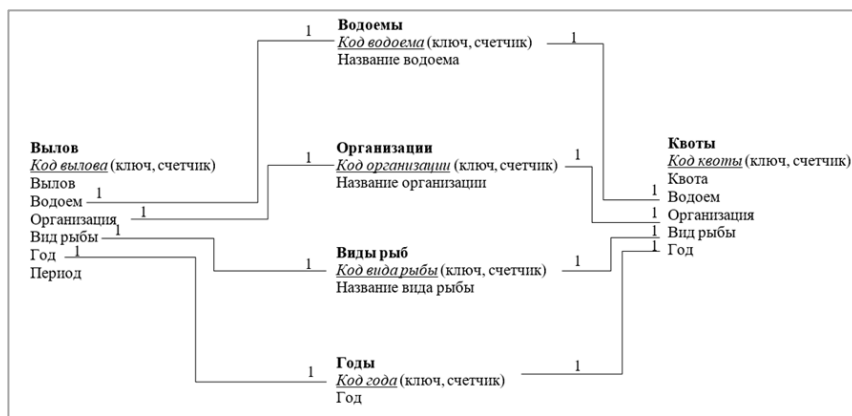 Водоемы
Код водоема (ключ, счетчик)
Название водоема
1
1
Вылов
Код вылова (ключ, счетчик)
Вылов
Водоем 1
Организация 1
Вид рыбы 1
Год 1
Период
Организации
1 Код организации (ключ, счетчик) 1
Название организации
Виды рыб
1 Код вида рыбы (ключ, счетчик) 1
Название вида рыбы
Годы
1 Код года (ключ, счетчик) 1
Год
Квоты
Код квоты (ключ, счетчик)
Квота
1 Водоем
1 Организация
1 Вид рыбы
1 Год